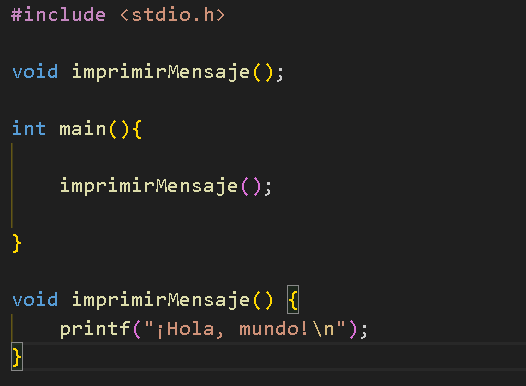 #include <stdio.h>
void imprimirMensaje();
int main(){
imprimirMensaje();
}
void imprimirMensaje() {
printf("¡Hola, mundo!\n");
}